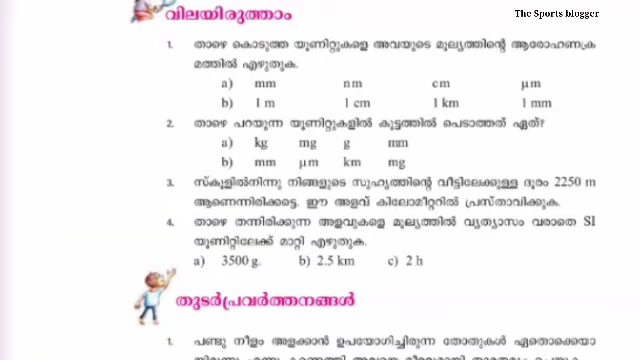 The Sports blogger
വിലയിരുത്താം
1. താഴെ കൊടുത്ത യൂണിറ്റുകളെ അവയുടെ മൂല്യത്തിന്റെ ആരോഹണക്ര
മത്തിൽ എഴുതുക.
a) mm nm cm μm
b) 1 m 1 cm 1 km 1 mm
2. താഴെ പറയുന്ന യൂണിറ്റുകളിൽ കൂട്ടത്തിൽ പെടാത്തത് ഏത്?
a) kg mg g mm
b) mm μm km mg
3. സ്കൂളിൽനിന്നു നിങ്ങളുടെ സുഹൃത്തിന്റെ വീട്ടിലേക്കുള്ള ദൂരം 2250 m
ആണെന്നിരിക്കട്ടെ. ഈ അളവ് കിലോമീറ്ററിൽ പ്രസ്താവിക്കുക.
4. താഴെ തന്നിരിക്കുന്ന അളവുകളെ മൂല്യത്തിൽ വ്യത്യാസം വരാതെ SI
യൂണിറ്റിലേക്ക് മാറ്റി എഴുതുക.
a) 3500 g. b) 2.5 km c) 2 h
തുടർപ്രവർത്തനങ്ങൾ
1. പണ്ടു നീളം അളക്കാൻ ഉപയോഗിച്ചിരുന്ന തോതുകൾ ഏതൊക്കെയാ